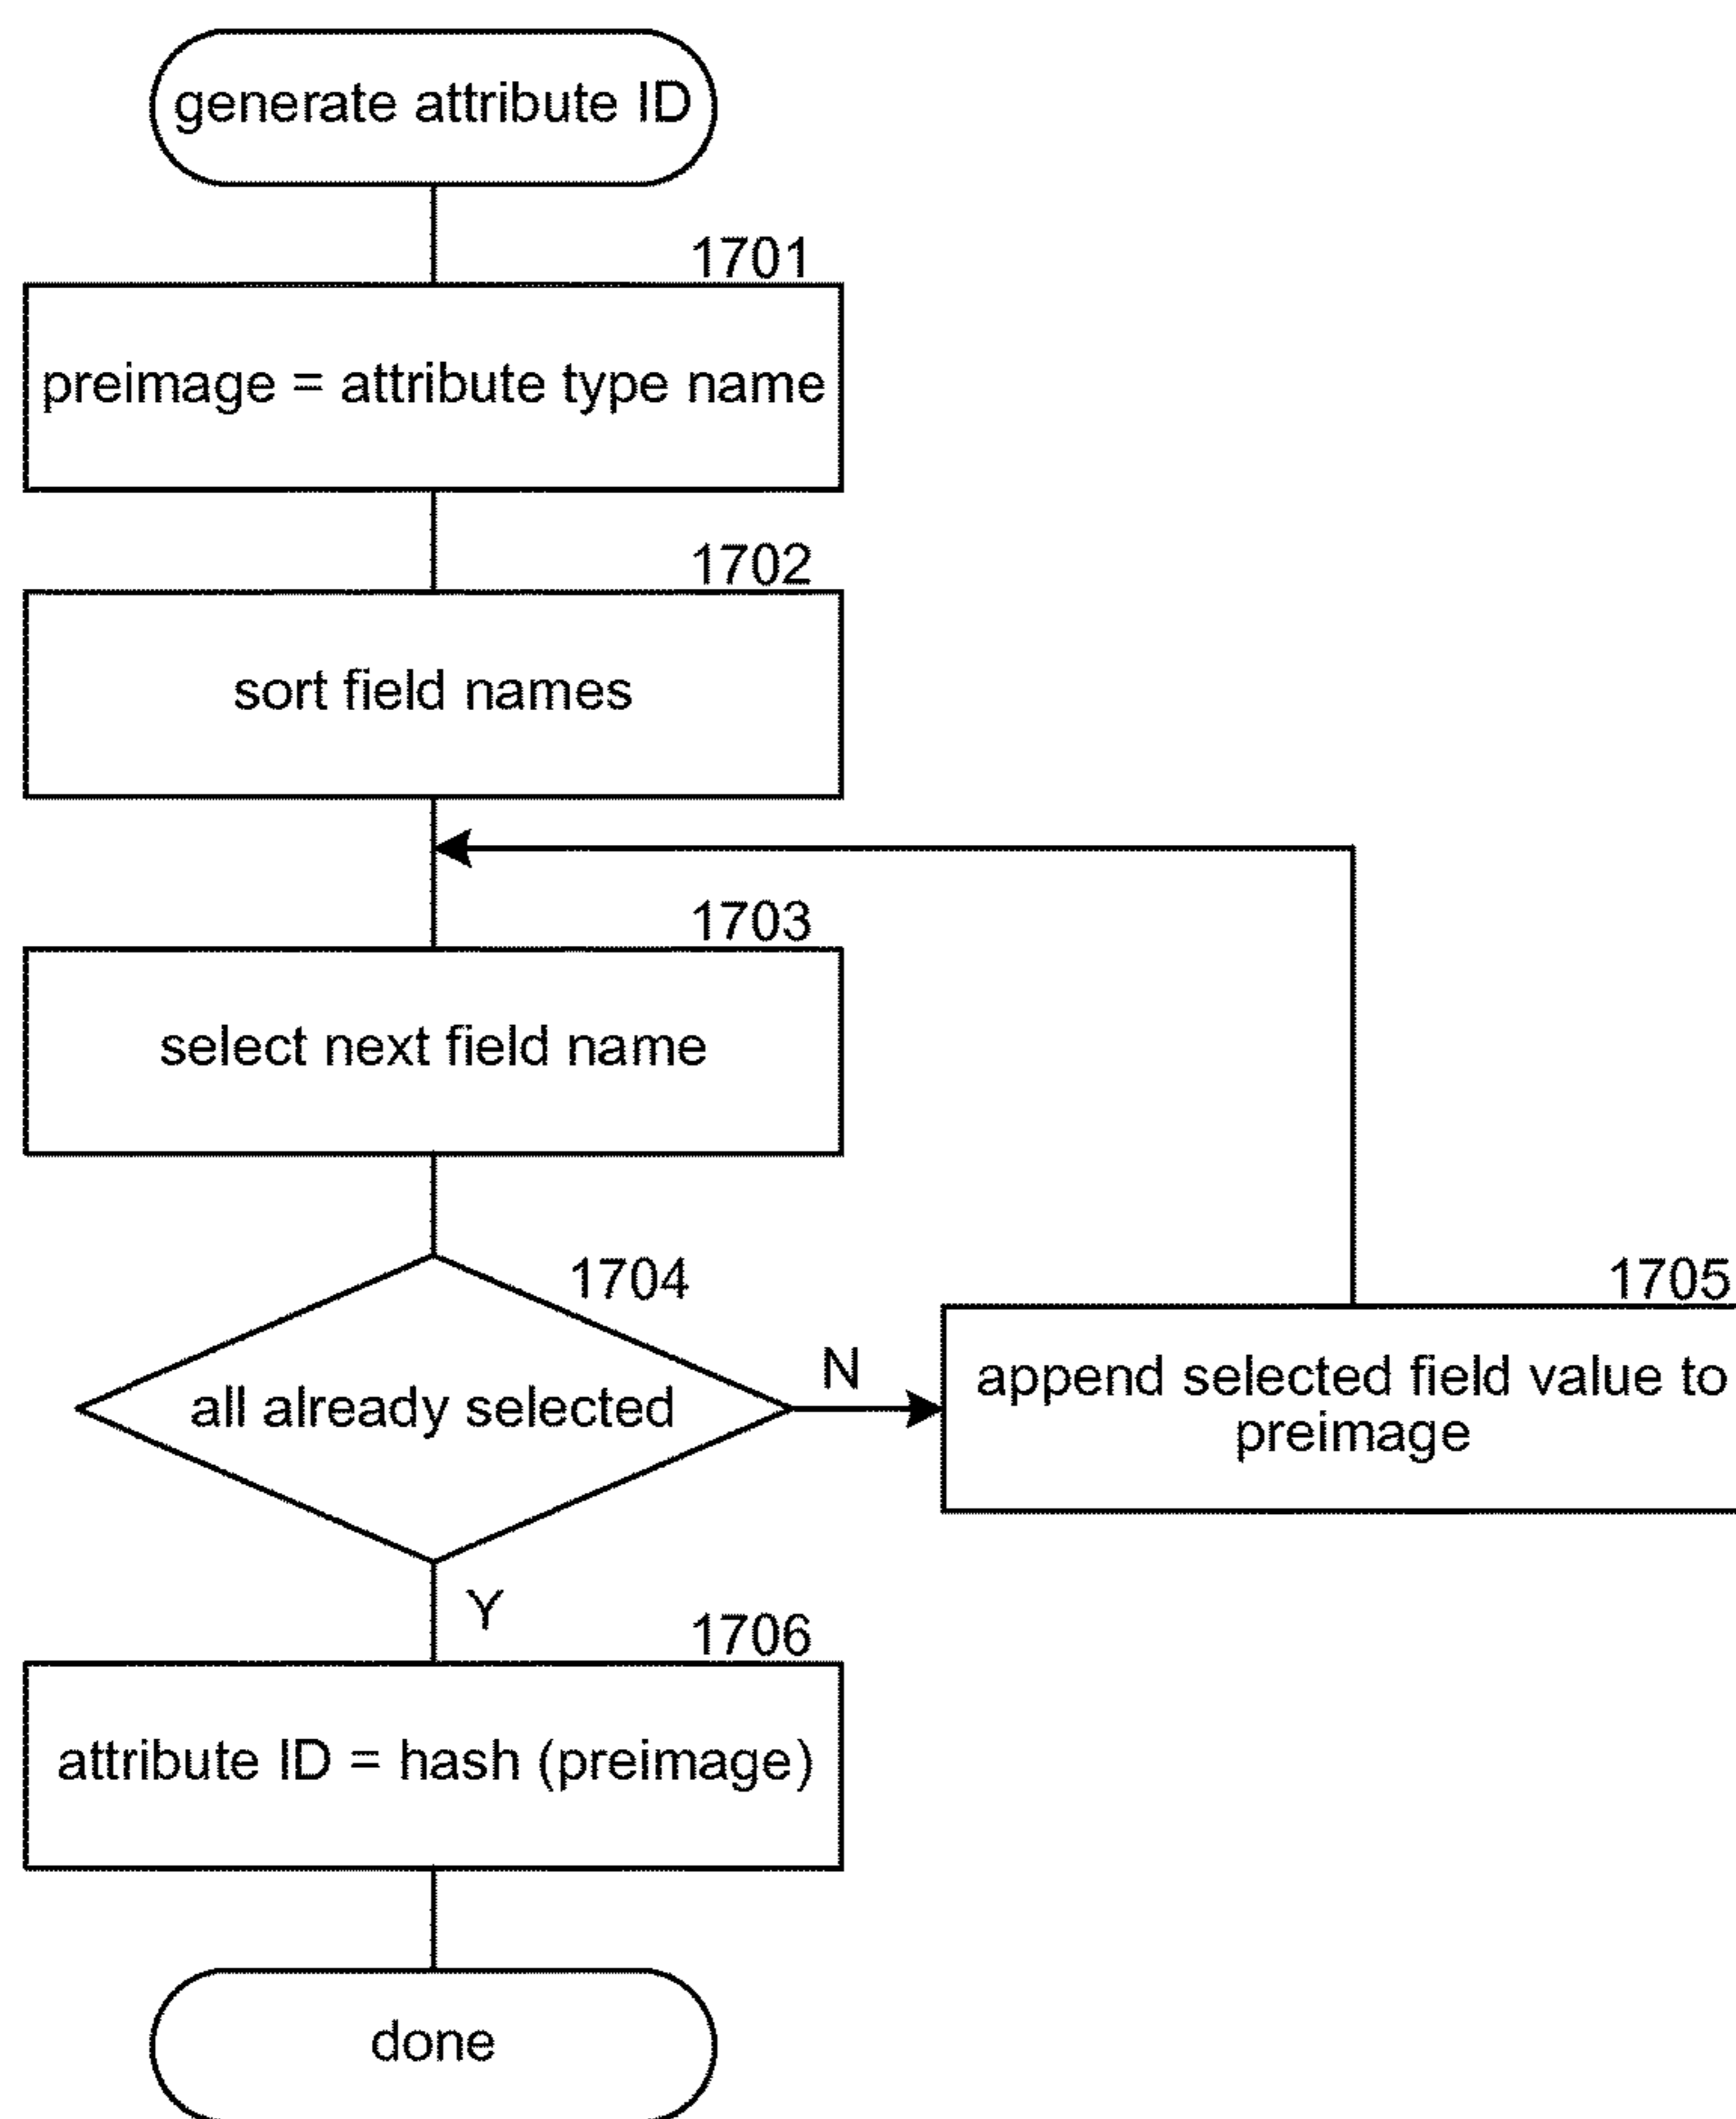 generate attribute ID
1701
preimage = attribute type name
1702
sort field names
1703
select next field name
1704
all already selected
N
1705
append selected field value to
preimage
Y
1706
attribute ID = hash (preimage)
done